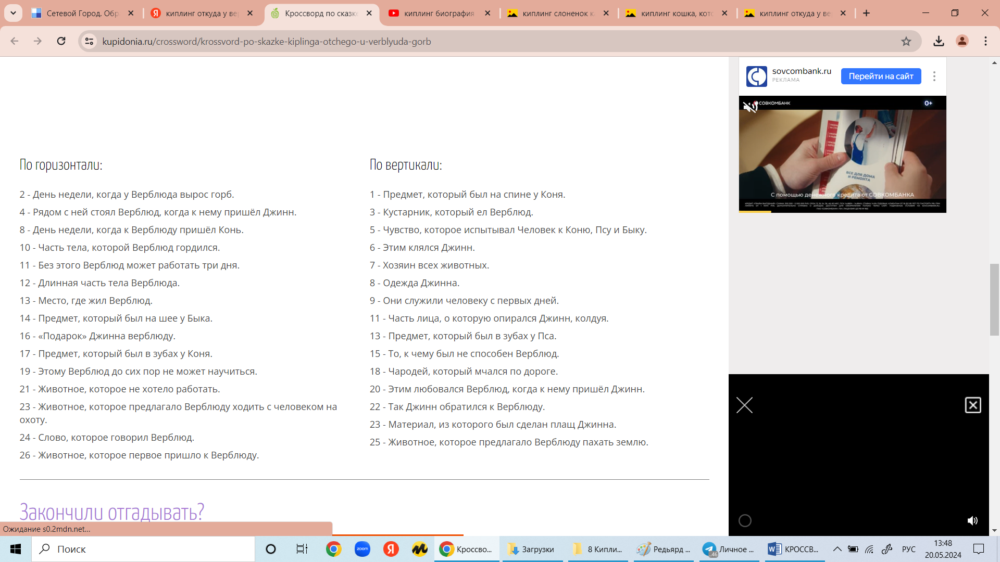 Сетевой Город. Обр
киплинг откуда у вер
Кроссворд по сказке
киплинг биография
киплинг слоненок к
киплинг кошка, кото
киплинг откуда у ве
kupidonia.ru/crossword/krossvord-po-skazke-kiplinga-otchego-u-verblyuda-gorb
sovcombank.ru
РЕКЛАМА
Перейти на сайт
СОВКОМБАНК
0+
ВСЕ ДЛЯ ДОМА
И РЕМОНТА
С помощью денежного кредита от СОВКОМБАНКА
По горизонтали:
2 - День недели, когда у Верблюда вырос горб.
4 - Рядом с ней стоял Верблюд, когда к нему пришёл Джинн.
8 - День недели, когда к Верблюду пришёл Конь.
10 - Часть тела, которой Верблюд гордился.
11 - Без этого Верблюд может работать три дня.
12 - Длинная часть тела Верблюда.
13 - Место, где жил Верблюд.
14 - Предмет, который был на шее у Быка.
16 - «Подарок» Джинна верблюду.
17 - Предмет, который был в зубах у Коня.
19 - Этому Верблюд до сих пор не может научиться.
21 - Животное, которое не хотело работать.
23 - Животное, которое предлагало Верблюду ходить с человеком на
охоту.
24 - Слово, которое говорил Верблюд.
26 - Животное, которое первое пришло к Верблюду.
По вертикали:
1 - Предмет, который был на спине у Коня.
3 - Кустарник, который ел Верблюд.
5 - Чувство, которое испытывал Человек к Коню, Псу и Быку.
6 - Этим клялся Джинн.
7 - Хозяин всех животных.
8 - Одежда Джинна.
9 - Они служили человеку с первых дней.
11 - Часть лица, о которую опирался Джинн, колдуя.
13 - Предмет, который был в зубах у Пса.
15 - То, к чему был не способен Верблюд.
18 - Чародей, который мчался по дороге.
20 - Этим любовался Верблюд, когда к нему пришёл Джинн.
22 - Так Джинн обратился к Верблюду.
23 - Материал, из которого был сделан плащ Джинна.
25 - Животное, которое предлагало Верблюду пахать землю.
Закончили отгадывать?
Ожидание s0.2mdn.net...
Поиск
zoom
Кроссво...
Загрузки
8 Кипли...
Редьярд ...
..46
Личное ...
КРОССВ...
РУС
13:48
20.05.2024